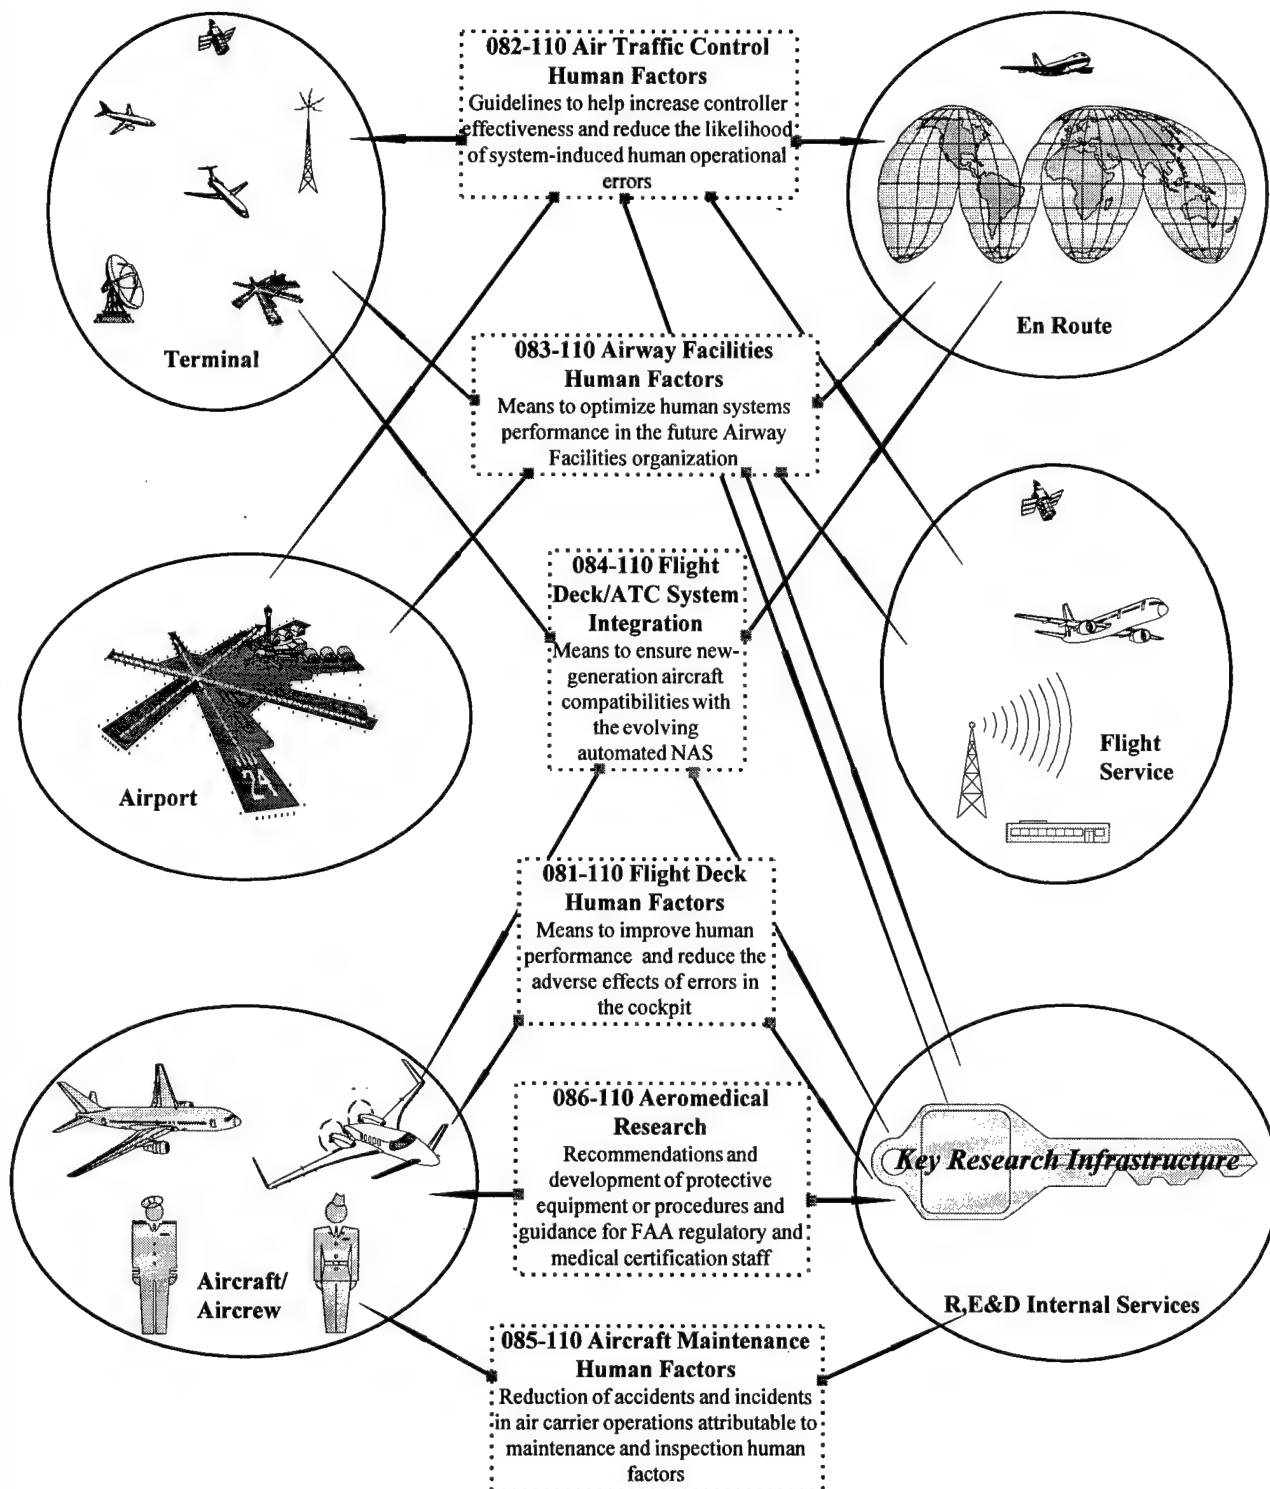 082-110 Air Traffic Control
Human Factors
Guidelines to help increase controller
effectiveness and reduce the likelihood
of system-induced human operational
errors
Terminal
En Route
083-110 Airway Facilities
Human Factors
Means to optimize human systems
performance in the future Airway
Facilities organization
084-110 Flight
Deck/ATC System
Integration
Means to ensure new-
generation aircraft
compatibilities with
the evolving
automated NAS
Airport
24
Flight
Service
081-110 Flight Deck
Human Factors
Means to improve human
performance and reduce the
adverse effects of errors in
the cockpit
086-110 Aeromedical
Research
Recommendations and
development of protective
equipment or procedures and
guidance for FAA regulatory and
medical certification staff
Key Research Infrastructure
Aircraft/
Aircrew
R,E&D Internal Services
085-110 Aircraft Maintenance
Human Factors
Reduction of accidents and incidents
in air carrier operations attributable to
maintenance and inspection human
factors